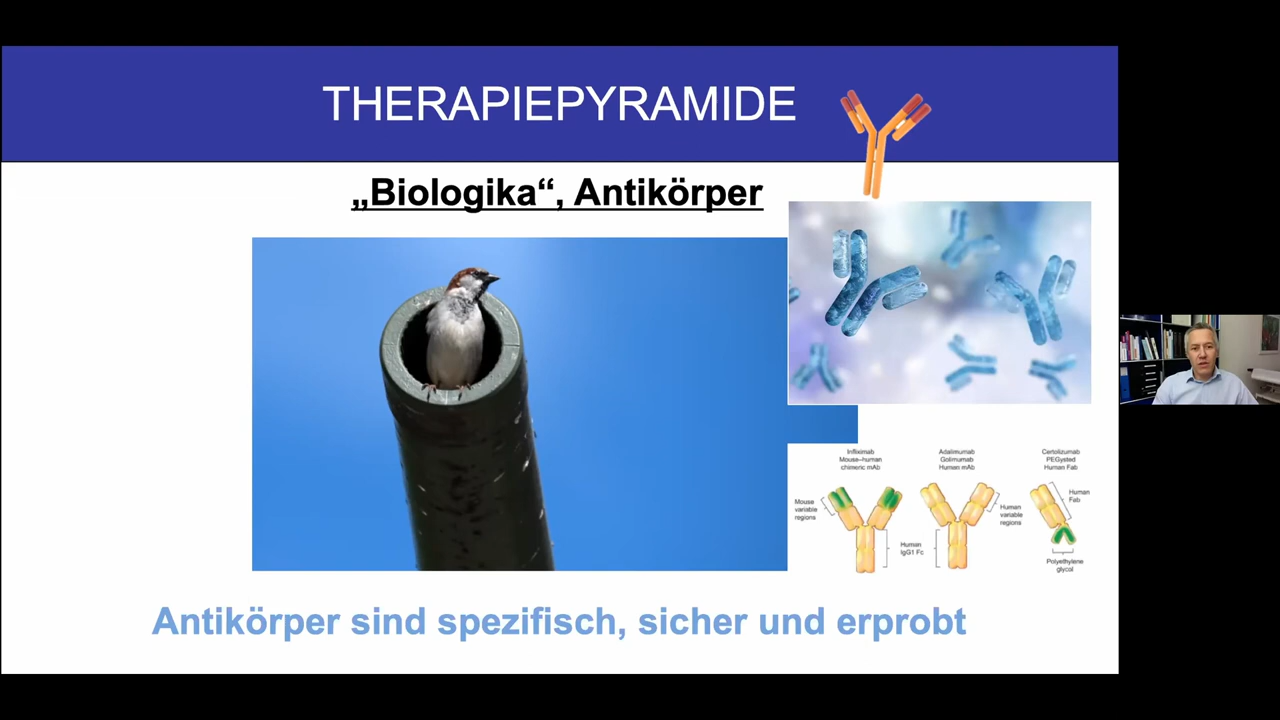 THERAPIEPYRAMIDE
„Biologika“, Antikörper
Infliximab
Mouse–human
chimeric mAb
Adalimumab
Golimumab
Human mAb
Certolizumab
PEGysted
Human Fab
Mouse
variable
regions
Human
variable
regions
Human
Fab
Human
IgG1 Fc
Polyethylene
glycol
Antikörper sind spezifisch, sicher und erprobt